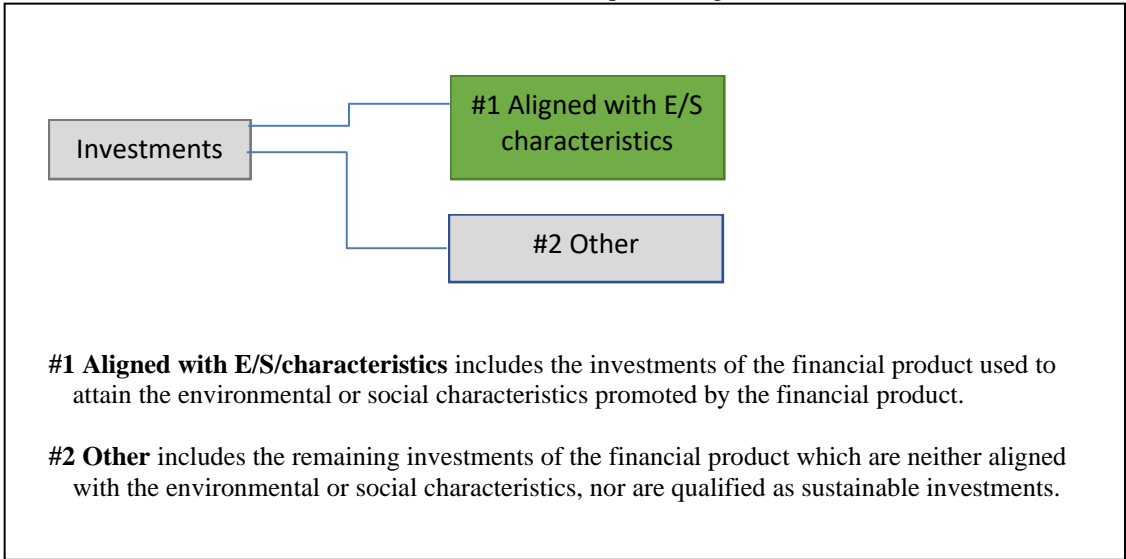 #1 Aligned with E/S
characteristics
Investments
#2 Other
#1 Aligned with E/S/characteristics includes the investments of the financial product used to
attain the environmental or social characteristics promoted by the financial product.
#2 Other includes the remaining investments of the financial product which are neither aligned
with the environmental or social characteristics, nor are qualified as sustainable investments.